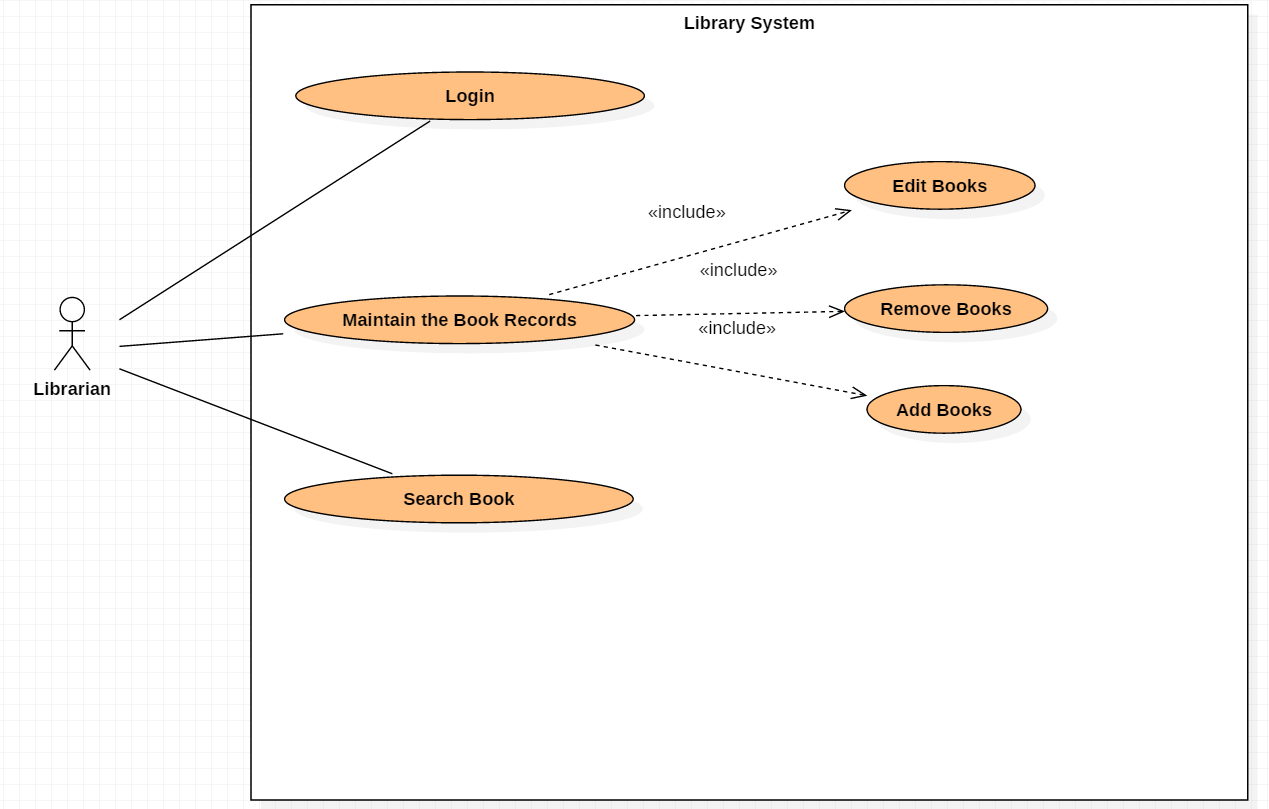 Library System
Login
Edit Books
«include»
«include»
Maintain the Book Records
Remove Books
«include»
Librarian
Add Books
Search Book